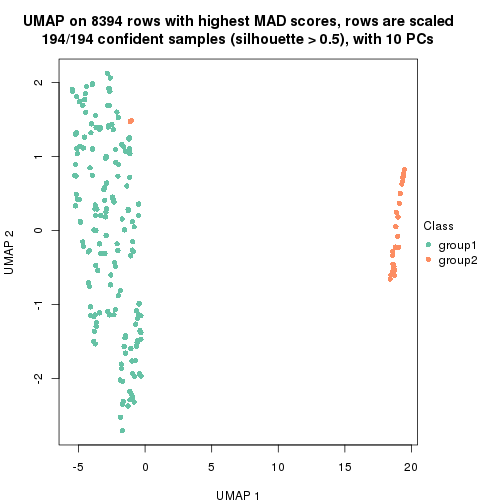 UMAP on 8394 rows with highest MAD scores, rows are scaled
194/194 confident samples (silhouette > 0.5), with 10 PCs
2
1
0
-1
-2
UMAP 2
-5
0
5
10
15
20
UMAP 1
Class
group1
group2